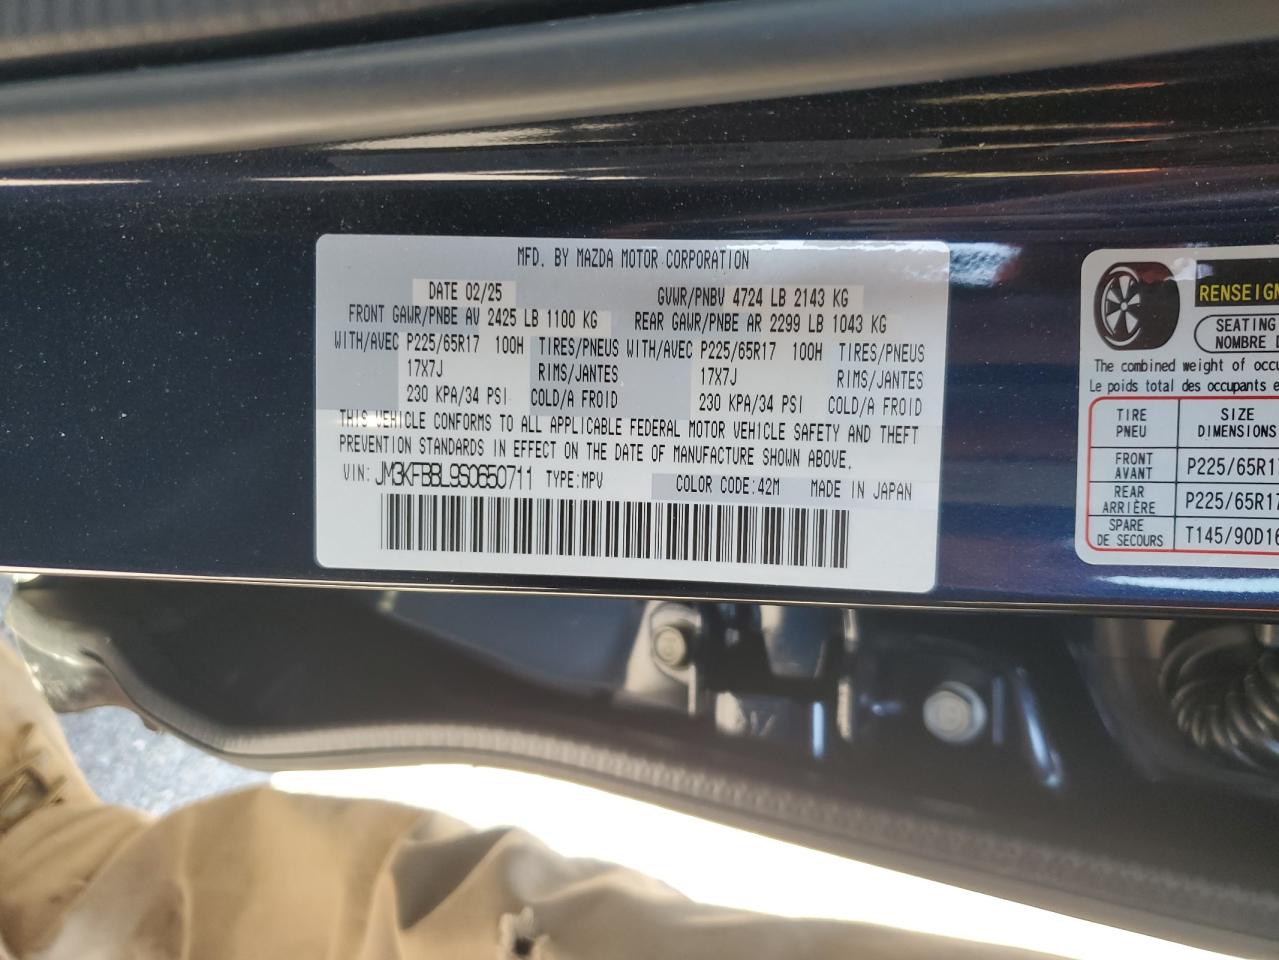 MFD. BY MAZDA MOTOR CORPORATION
DATE 02/25 GVWR/PNBV 4724 LB 2143 KG
FRONT GAWR/PNBE AV 2425 LB 1100 KG REAR GAWR/PNBE AR 2299 LB 1043 KG
WITH/AVEC P225/65R17 100H TIRES/PNEUS WITH/AVEC P225/65R17 100H TIRES/PNEUS
17X7J RIMS/JANTES 17X7J RIMS/JANTES
230 KPA/34 PSI COLD/A FROID 230 KPA/34 PSI COLD/A FROID
THIS VEHICLE CONFORMS TO ALL APPLICABLE FEDERAL MOTOR VEHICLE SAFETY AND THEFT
PREVENTION STANDARDS IN EFFECT ON THE DATE OF MANUFACTURE SHOWN ABOVE.
VIN: JM3KFBBL9S0650711 TYPE:MPV COLOR CODE:42M MADE IN JAPAN
RENSEIGN
SEATING
NOMBRE
The combined weight of
Le poids total des occupants
TIRE SIZE
PNEU DIMENSIONS
FRONT
AVANT P225/65R17
REAR
ARRIÈRE P225/65R17
SPARE
DE SECOURS T145/90D16